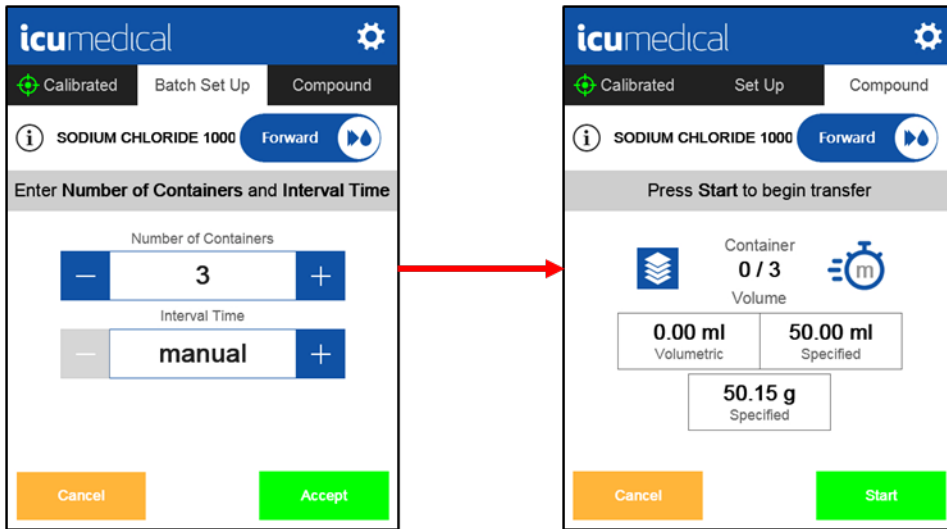 icumedical
Calibrated Batch Set Up Compound
i SODIUM CHLORIDE 1000 Forward
Enter Number of Containers and Interval Time
Number of Containers
− 3 +
Interval Time
− manual +
Cancel Accept
icumedical
Calibrated Set Up Compound
i SODIUM CHLORIDE 1000 Forward
Press Start to begin transfer
Container
0 / 3
m
Volume
0.00 ml 50.00 ml
Volumetric Specified
50.15 g
Specified
Cancel Start